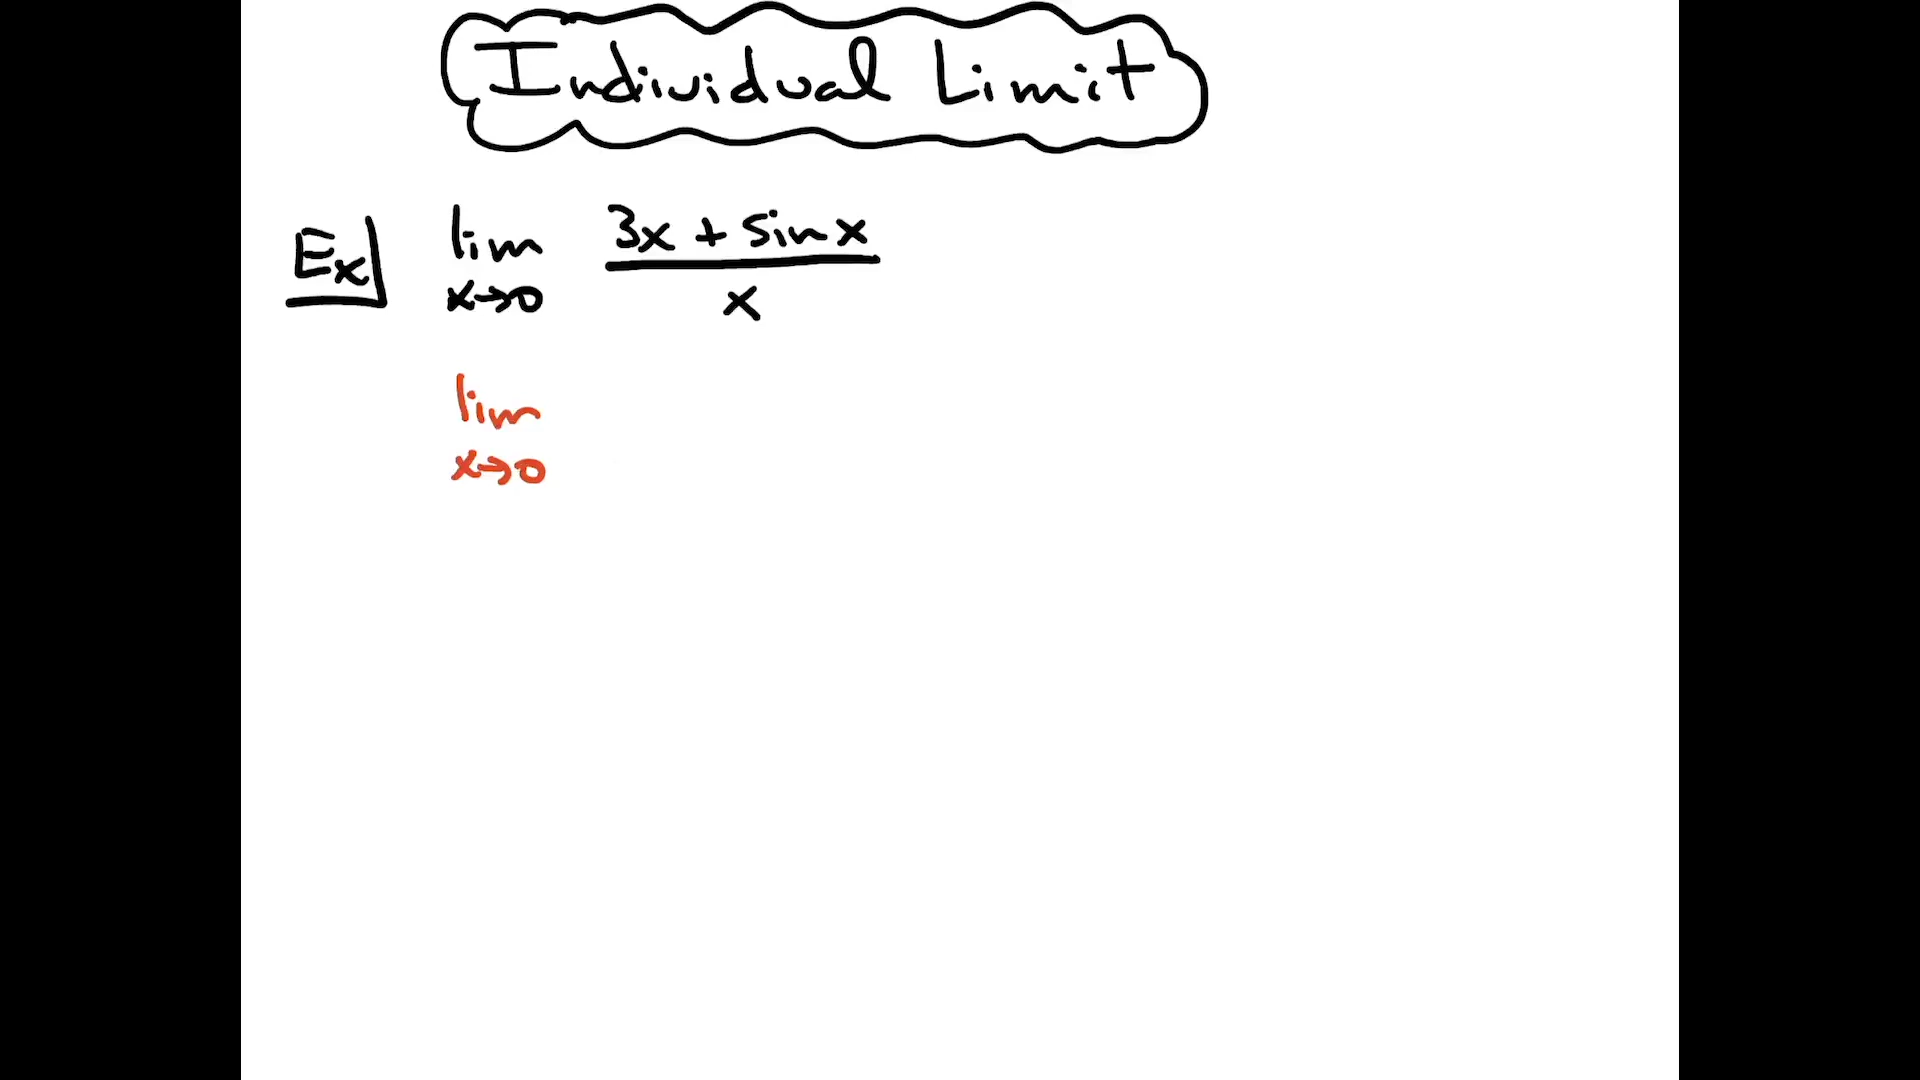 Individual Limit
Ex lim 3x + sin x
x→0 x
lim
x→0